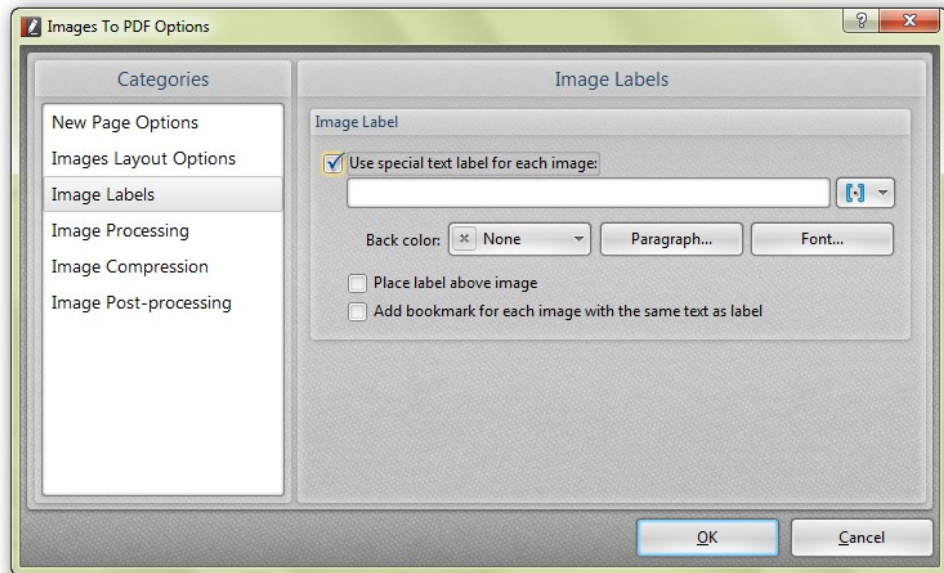 Images To PDF Options
Categories
New Page Options
Images Layout Options
Image Labels
Image Processing
Image Compression
Image Post-processing
Image Labels
Image Label
Use special text label for each image:
Back color: None Paragraph... Font...
Place label above image
Add bookmark for each image with the same text as label
OK Cancel